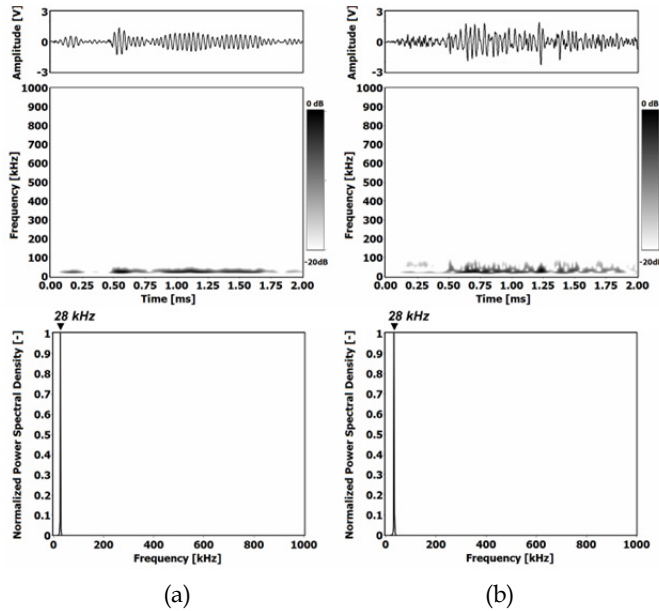 3
0
-3
Amplitude [V]
1000
900
800
700
600
500
400
300
200
100
0
Frequency [kHz]
0 dB
-20dB
0.00 0.25 0.50 0.75 1.00 1.25 1.50 1.75 2.00
Time [ms]
28 kHz
1
0.9
0.8
0.7
0.6
0.5
0.4
0.3
0.2
0.1
0
Normalized Power Spectral Density [-]
0 200 400 600 800 1000
Frequency [kHz]
(a)
3
0
-3
Amplitude [V]
1000
900
800
700
600
500
400
300
200
100
0
Frequency [kHz]
0 dB
-20dB
0.00 0.25 0.50 0.75 1.00 1.25 1.50 1.75 2.00
Time [ms]
28 kHz
1
0.9
0.8
0.7
0.6
0.5
0.4
0.3
0.2
0.1
0
Normalized Power Spectral Density [-]
0 200 400 600 800 1000
Frequency [kHz]
(b)